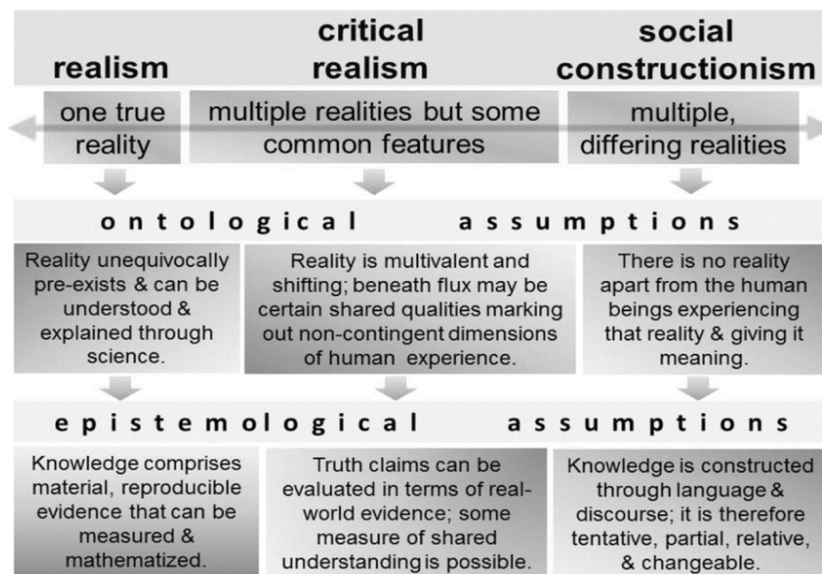 realism
critical
realism
social
constructionism
one true
reality
multiple realities but some
common features
multiple,
differing realities
ontological assumptions
Reality unequivocally
pre-exists & can be
understood &
explained through
science.
Reality is multivalent and
shifting; beneath flux may be
certain shared qualities marking
out non-contingent dimensions
of human experience.
There is no reality
apart from the human
beings experiencing
that reality & giving it
meaning.
epistemological assumptions
Knowledge comprises
material, reproducible
evidence that can be
measured &
mathematized.
Truth claims can be
evaluated in terms of real-
world evidence; some
measure of shared
understanding is possible.
Knowledge is constructed
through language &
discourse; it is therefore
tentative, partial, relative,
& changeable.